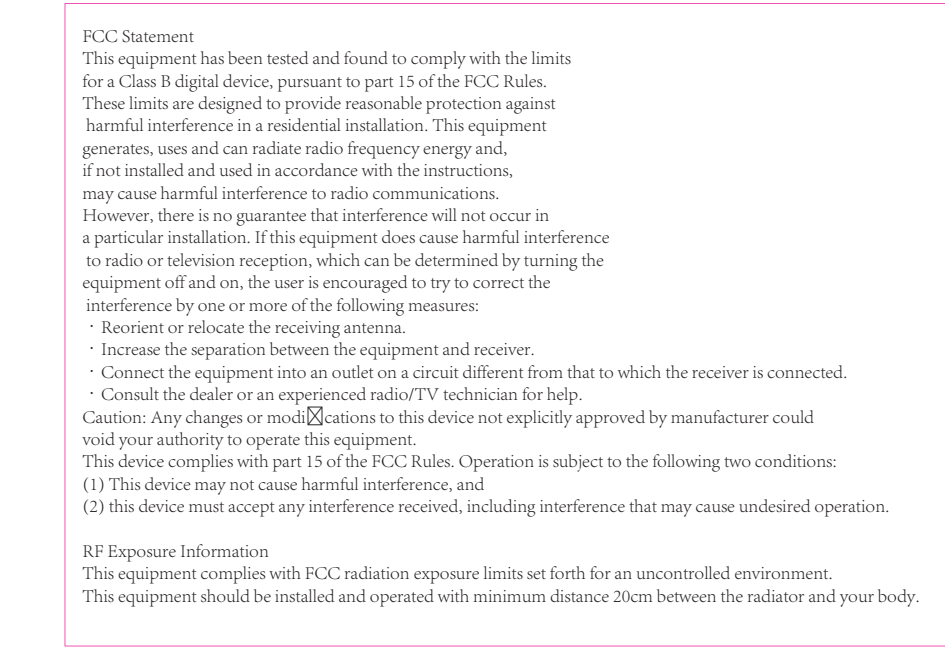 FCC Statement
This equipment has been tested and found to comply with the limits
for a Class B digital device, pursuant to part 15 of the FCC Rules.
These limits are designed to provide reasonable protection against
harmful interference in a residential installation. This equipment
generates, uses and can radiate radio frequency energy and,
if not installed and used in accordance with the instructions,
may cause harmful interference to radio communications.
However, there is no guarantee that interference will not occur in
a particular installation. If this equipment does cause harmful interference
to radio or television reception, which can be determined by turning the
equipment off and on, the user is encouraged to try to correct the
interference by one or more of the following measures:
· Reorient or relocate the receiving antenna.
· Increase the separation between the equipment and receiver.
· Connect the equipment into an outlet on a circuit different from that to which the receiver is connected.
· Consult the dealer or an experienced radio/TV technician for help.
Caution: Any changes or modi☒cations to this device not explicitly approved by manufacturer could
void your authority to operate this equipment.
This device complies with part 15 of the FCC Rules. Operation is subject to the following two conditions:
(1) This device may not cause harmful interference, and
(2) this device must accept any interference received, including interference that may cause undesired operation.
RF Exposure Information
This equipment complies with FCC radiation exposure limits set forth for an uncontrolled environment.
This equipment should be installed and operated with minimum distance 20cm between the radiator and your body.